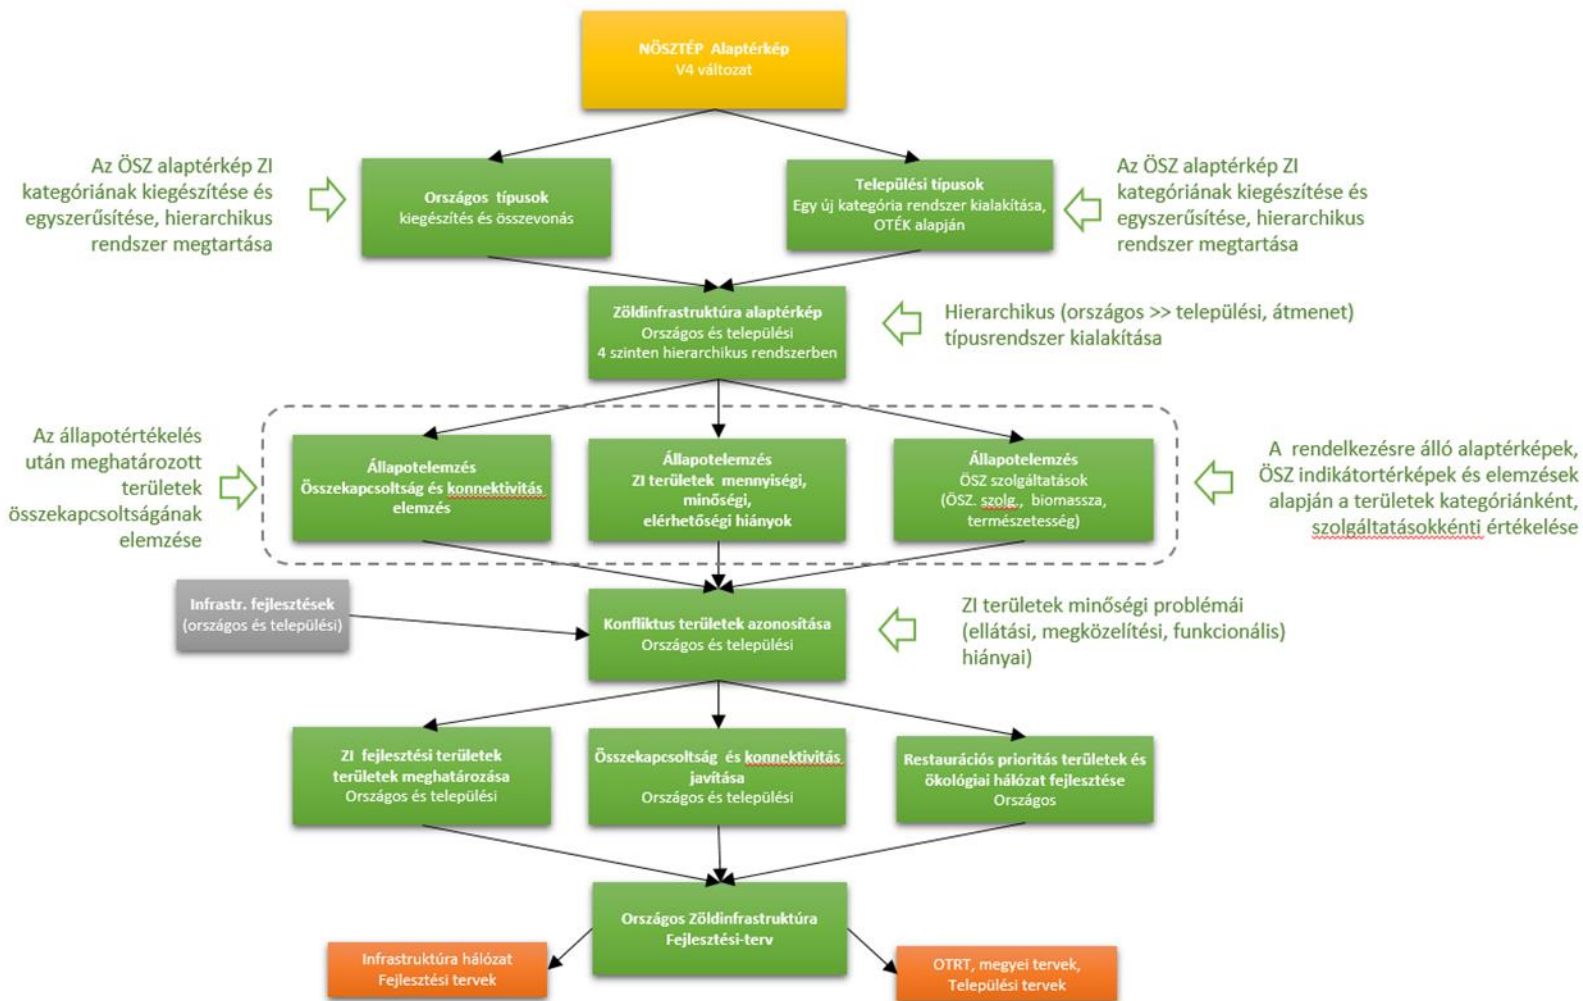 NÖSZTÉP Alaptérkép
V4 változat
Az ÖSZ alaptérkép ZI
kategóriának kiegészítése és
egyszerűsítése, hierarchikus
rendszer megtartása
Országos típusok
kiegészítés és összevonás
Települési típusok
Egy új kategória rendszer kialakítása,
OTÉK alapján
Az ÖSZ alaptérkép ZI
kategóriának kiegészítése és
egyszerűsítése, hierarchikus
rendszer megtartása
Zöldinfrastruktúra alaptérkép
Országos és települési
4 szinten hierarchikus rendszerben
Hierarchikus (országos >> települési, átmenet)
típusrendszer kialakítása
Az állapotértékelés
után meghatározott
területek
összekapcsoltságának
elemzése
Állapotelemzés
Összekapcsoltság és konnektivitás
elemzés
Állapotelemzés
ZI területek mennyiségi,
minőségi,
elérhetőségi hiányok
Állapotelemzés
ÖSZ szolgáltatások
(ÖSZ. szolg., biomassza,
természetesség)
A rendelkezésre álló alaptérképek,
ÖSZ indikátortérképek és elemzések
alapján a területek kategóriánként,
szolgáltatásokkénti értékelése
Infrastr. fejlesztések
(országos és települési)
Konfliktus területek azonosítása
Országos és települési
ZI területek minőségi problémái
(ellátási, megközelítési, funkcionális)
hiányai)
ZI fejlesztési területek
területek meghatározása
Országos és települési
Összekapcsoltság és konnektivitás
javítása
Országos és települési
Restaurációs prioritás területek és
ökológiai hálózat fejlesztése
Országos
Országos Zöldinfrastruktúra
Fejlesztési-terv
Infrastruktúra hálózat
Fejlesztési tervek
OTRT, megyei tervek,
Települési tervek